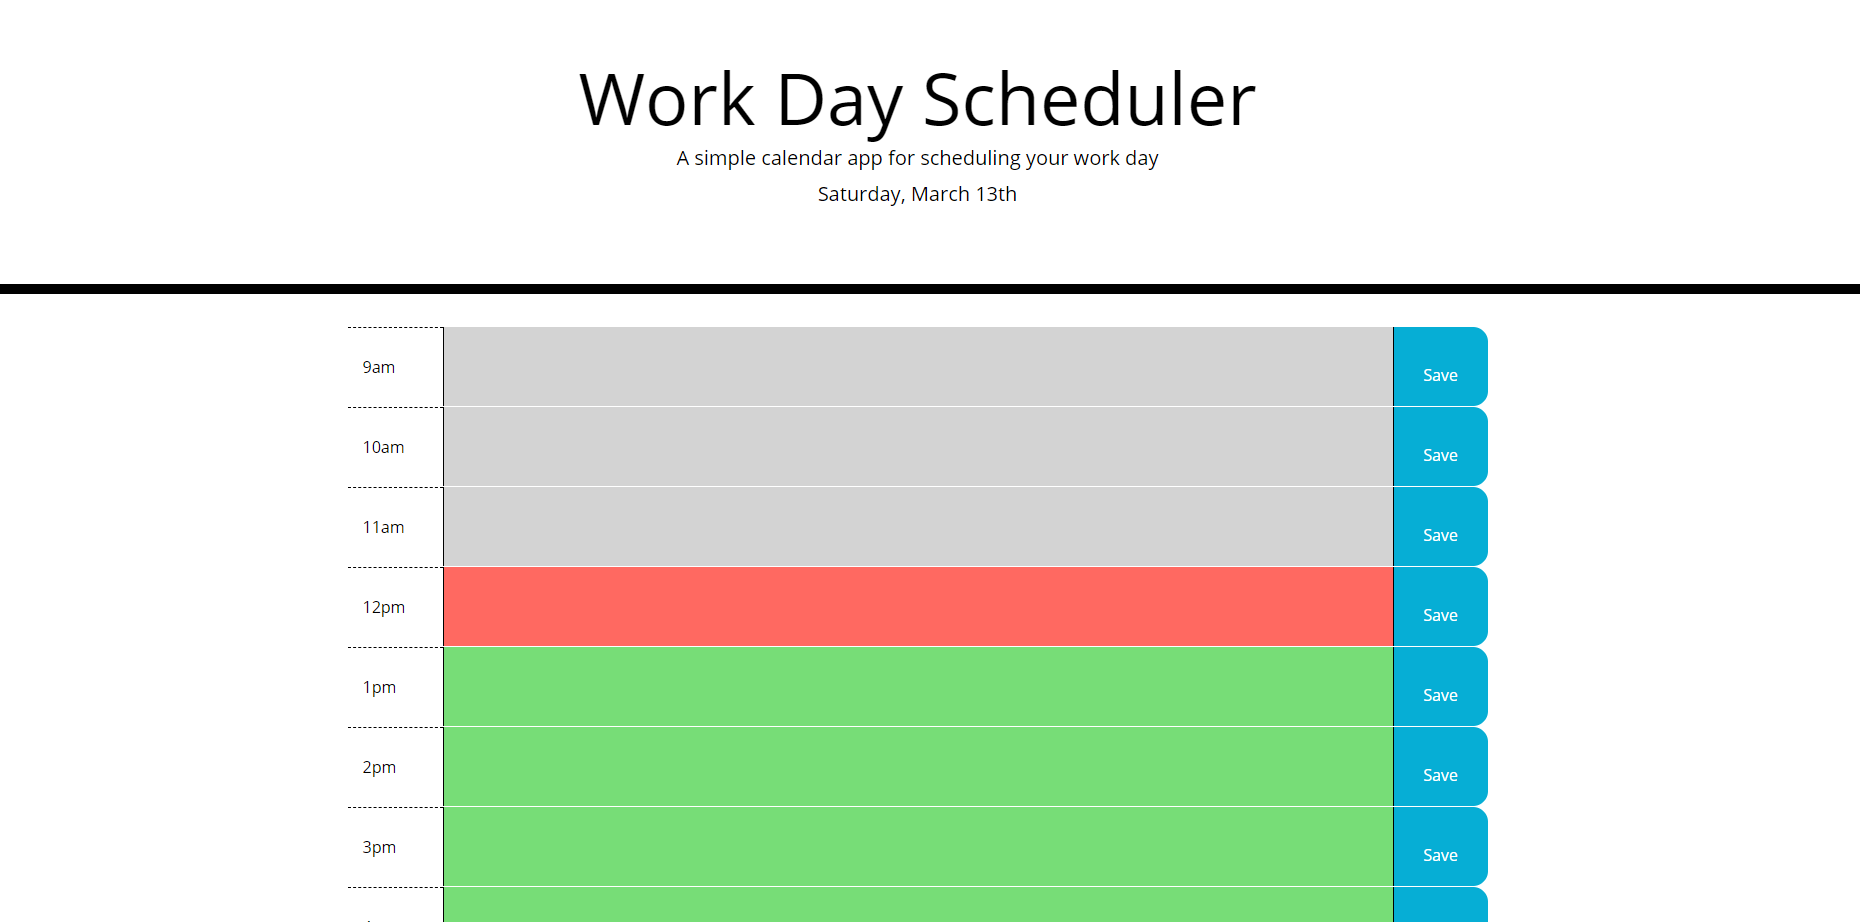 Work Day Scheduler
A simple calendar app for scheduling your work day
Saturday, March 13th
9am
Save
10am
Save
11am
Save
12pm
Save
1pm
Save
2pm
Save
3pm
Save